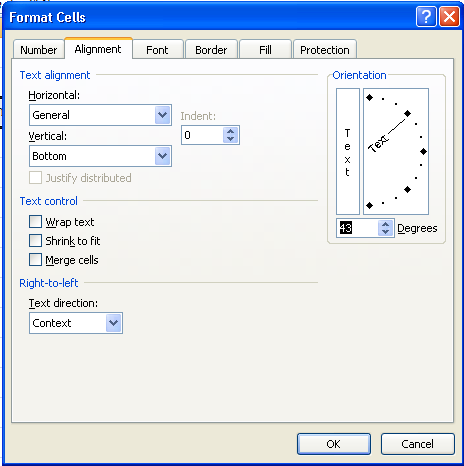 Format Cells
Number Alignment Font Border Fill Protection
Text alignment
Horizontal:
General
Indent:
Vertical:
0
Bottom
Justify distributed
Text control
Wrap text
Shrink to fit
Merge cells
Right-to-left
Text direction:
Context
Orientation
T
e
x
t
Text
43 Degrees
OK Cancel